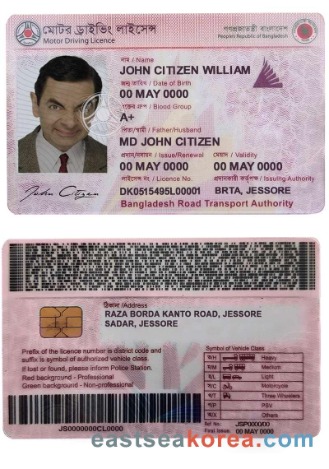 মোটর ড্রাইভিং লাইসেন্স
Motor Driving Licence
গণপ্রজাতন্ত্রী বাংলাদেশ
People's Republic of Bangladesh
নাম / Name
JOHN CITIZEN WILLIAM
জন্ম তারিখ / Date of Birth
00 MAY 0000
রক্তের গ্রুপ / Blood Group
A+
পিতা/স্বামী / Father/Husband
MD JOHN CITIZEN
প্রদান/নবায়ন / Issue/Renewal
মেয়াদ / Validity
00 MAY 0000
00 MAY 0000
লাইসেন্স নং / Licence No.
প্রদানকারী কর্তৃপক্ষ / Issuing Authority
DK0515495L00001
BRTA, JESSORE
Bangladesh Road Transport Authority
John Citizen
ঠিকানা / Address
RAZA BORDA KANTO ROAD, JESSORE
SADAR, JESSORE
Prefix of the licence number is district code and
suffix is symbol of authorized vehicle class.
If lost or found, please inform Police Station.
Red background - Professional
Green background - Non-professional
Symbol of Vehicle Class
Heavy
Medium
Light
Motorcycle
Three Wheelers
PSV
Others
JS0000000CL0000
00 MAY 0000
eastseakorea.com